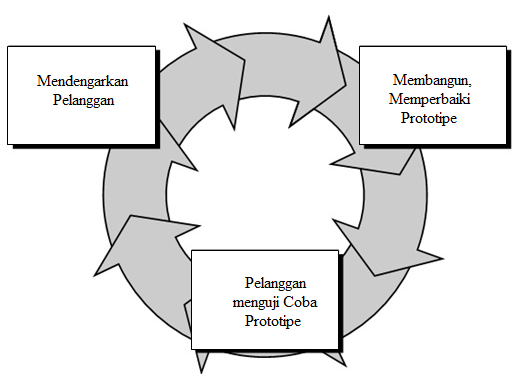 Mendengarkan
Pelanggan
Membangun,
Memperbaiki
Prototipe
Pelanggan
menguji Coba
Prototipe